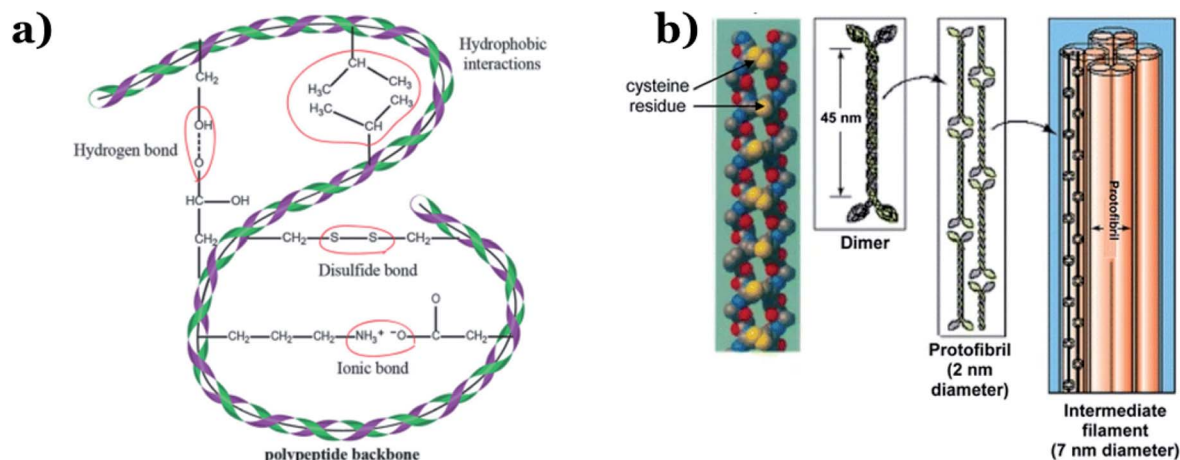 a)
Hydrophobic
interactions
CH₂
CH
H₃C
CH₃
H₃C
CH₃
CH
OH
Hydrogen bond
O
HC—OH
CH₂
CH₂—S—S—CH₂
Disulfide bond
O
CH₂—CH₂—CH₂—NH₃⁺ ⁻O—C—CH₂
Ionic bond
polypeptide backbone
b)
cysteine
residue
45 nm
Dimer
Protofibril
(2 nm
diameter)
Protofibril
Intermediate
filament
(7 nm diameter)